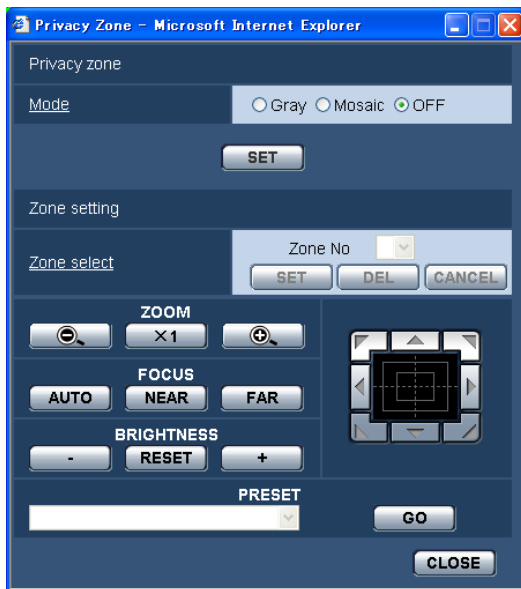 Privacy Zone - Microsoft Internet Explorer
Privacy zone
Mode Gray Mosaic OFF
SET
Zone setting
Zone select Zone No
SET DEL CANCEL
ZOOM
×1
FOCUS
AUTO NEAR FAR
BRIGHTNESS
- RESET +
PRESET
GO
CLOSE